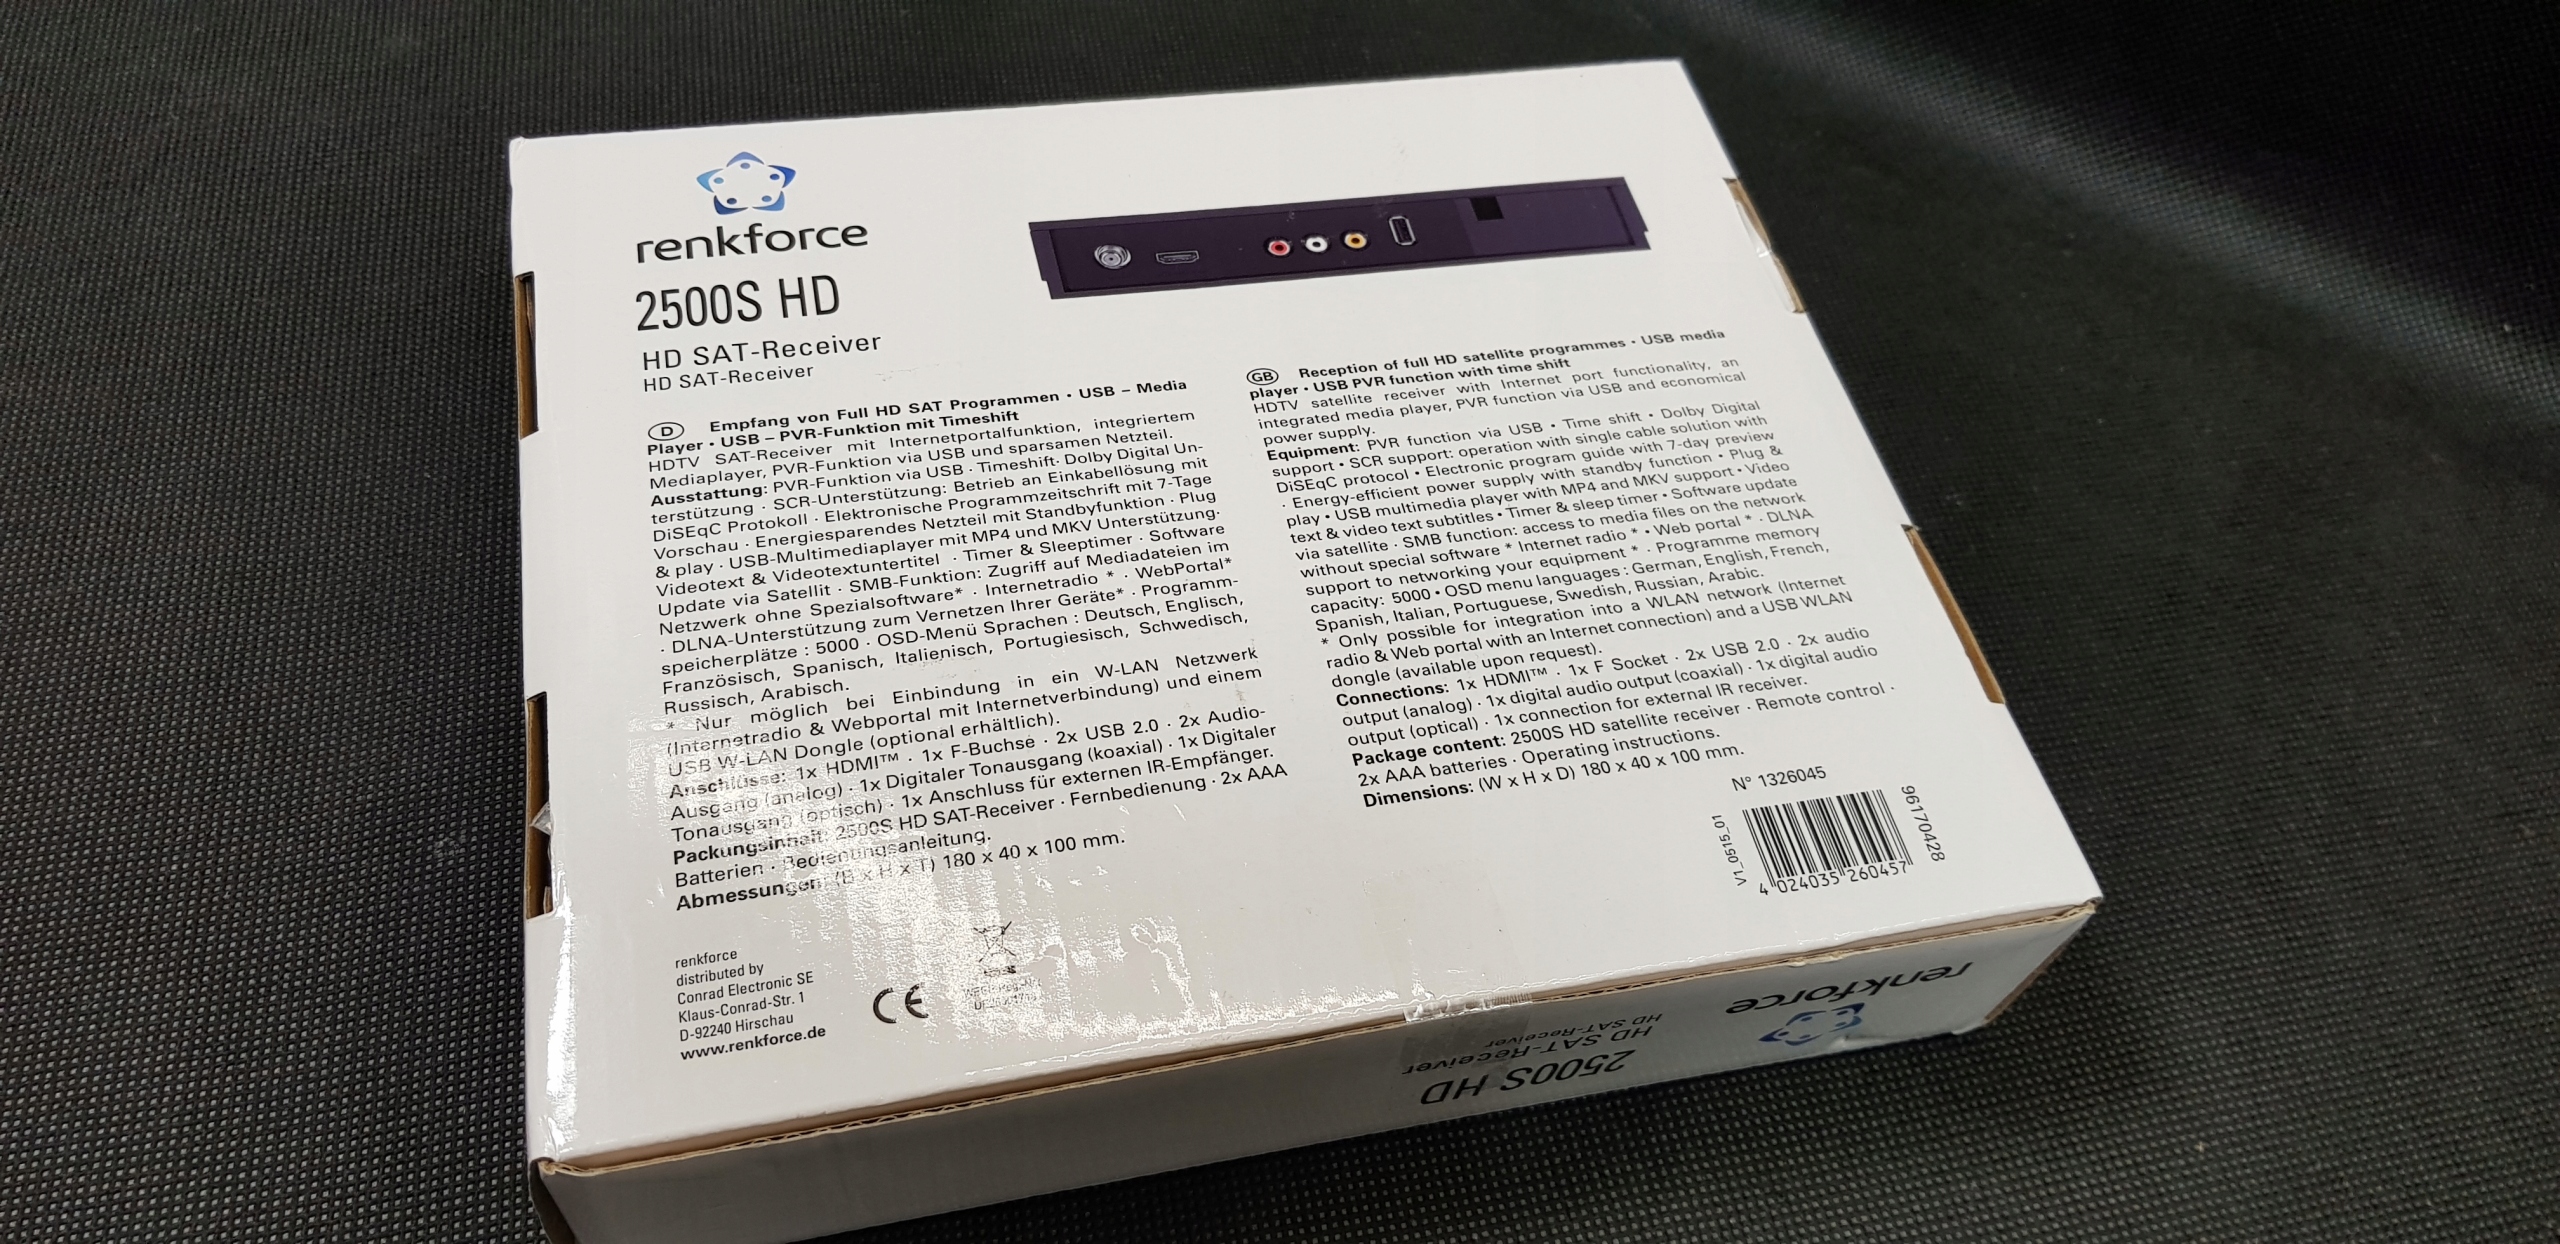 renkforce
2500S HD
HD SAT-Receiver
HD SAT-Receiver
D Empfang von Full HD SAT Programmen • USB – Media
Player • USB – PVR-Funktion mit Timeshift
HDTV SAT-Receiver mit Internetportalfunktion, integriertem
Mediaplayer, PVR-Funktion via USB und sparsamen Netzteil.
Ausstattung: PVR-Funktion via USB · Timeshift· Dolby Digital Un-
terstützung · SCR-Unterstützung: Betrieb an Einkabellösung mit
DiSEqC Protokoll · Elektronische Programmzeitschrift mit 7-Tage
Vorschau · Energiesparendes Netzteil mit Standbyfunktion · Plug
& play · USB-Multimediaplayer mit MP4 und MKV Unterstützung·
Videotext & Videotextuntertitel · Timer & Sleeptimer · Software
Update via Satellit · SMB-Funktion: Zugriff auf Mediadateien im
Netzwerk ohne Spezialsoftware* · Internetradio * · WebPortal*
· DLNA-Unterstützung zum Vernetzen Ihrer Geräte* · Programm-
speicherplätze : 5000 · OSD-Menü Sprachen : Deutsch, Englisch,
Französisch, Spanisch, Italienisch, Portugiesisch, Schwedisch,
Russisch, Arabisch.
* Nur möglich bei Einbindung in ein W-LAN Netzwerk
(Internetradio & Webportal mit Internetverbindung) und einem
USB W-LAN Dongle (optional erhältlich).
Anschlüsse: 1x HDMI™ · 1x F-Buchse · 2x USB 2.0 · 2x Audio-
Ausgang (analog) · 1x Digitaler Tonausgang (koaxial) · 1x Digitaler
Tonausgang (optisch) · 1x Anschluss für externen IR-Empfänger.
Packungsinhalt: 2500S HD SAT-Receiver · Fernbedienung · 2x AAA
Batterien · Bedienungsanleitung.
Abmessungen: (B x H x T) 180 x 40 x 100 mm.
GB Reception of full HD satellite programmes • USB media
player • USB PVR function with time shift
HDTV satellite receiver with Internet port functionality, an
integrated media player, PVR function via USB and economical
power supply.
Equipment: PVR function via USB • Time shift • Dolby Digital
support • SCR support: operation with single cable solution with
DiSEqC protocol • Electronic program guide with 7-day preview
· Energy-efficient power supply with standby function • Plug &
play • USB multimedia player with MP4 and MKV support • Video
text & video text subtitles • Timer & sleep timer • Software update
via satellite · SMB function: access to media files on the network
without special software * Internet radio * • Web portal * · DLNA
support to networking your equipment * · Programme memory
capacity: 5000 • OSD menu languages : German, English, French,
Spanish, Italian, Portuguese, Swedish, Russian, Arabic.
* Only possible for integration into a WLAN network (Internet
radio & Web portal with an Internet connection) and a USB WLAN
dongle (available upon request).
Connections: 1x HDMI™ · 1x F Socket · 2x USB 2.0 · 2x audio
output (analog) · 1x digital audio output (coaxial) · 1x digital audio
output (optical) · 1x connection for external IR receiver.
Package content: 2500S HD satellite receiver · Remote control ·
2x AAA batteries · Operating instructions.
Dimensions: (W x H x D) 180 x 40 x 100 mm.
N° 1326045
V1_0515_01
4 024035 260457
96170428
renkforce
distributed by
Conrad Electronic SE
Klaus-Conrad-Str. 1
D-92240 Hirschau
www.renkforce.de
CE
renkforce
2500S HD
HD SAT-Receiver
HD SAT-Receiver